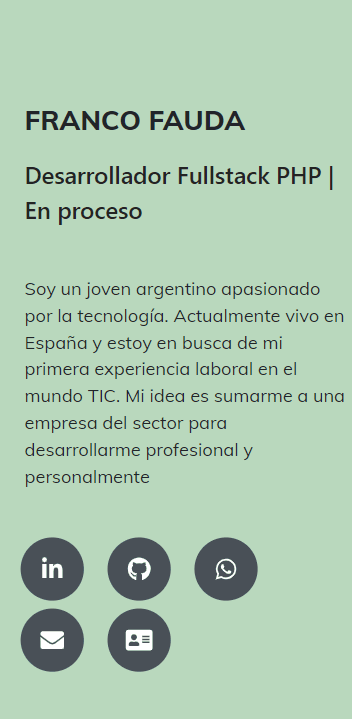 FRANCO FAUDA
Desarrollador Fullstack PHP |
En proceso
Soy un joven argentino apasionado
por la tecnología. Actualmente vivo en
España y estoy en busca de mi
primera experiencia laboral en el
mundo TIC. Mi idea es sumarme a una
empresa del sector para
desarrollarme profesional y
personalmente
in